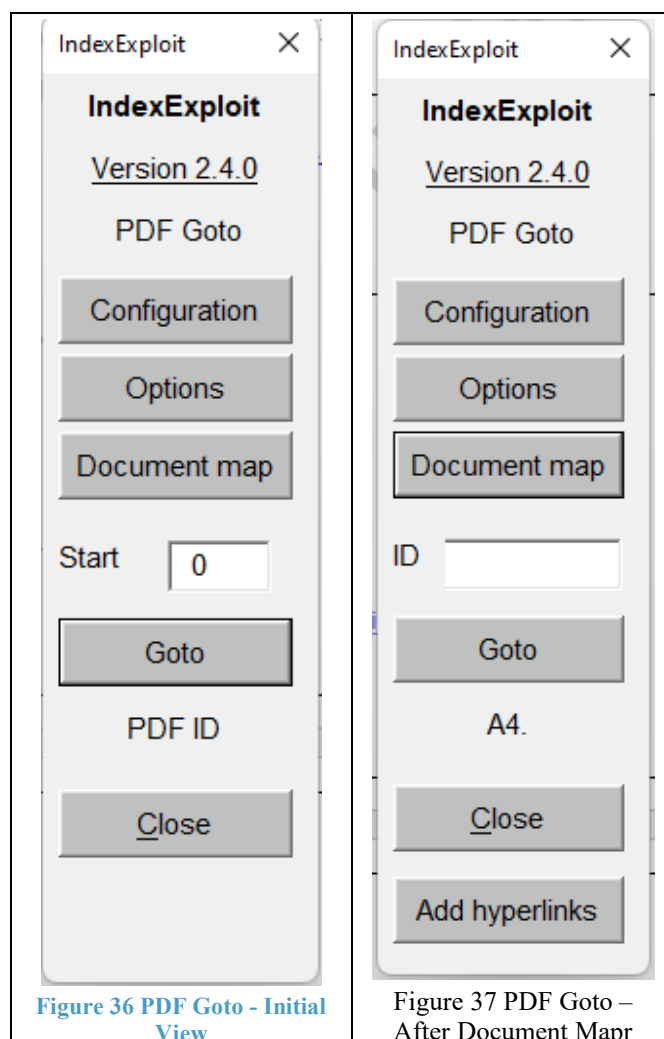 IndexExploit
IndexExploit
Version 2.4.0
PDF Goto
Configuration
Options
Document map
Start 0
Goto
PDF ID
Close
Figure 36 PDF Goto - Initial
View
IndexExploit
IndexExploit
Version 2.4.0
PDF Goto
Configuration
Options
Document map
ID
Goto
A4.
Close
Add hyperlinks
Figure 37 PDF Goto –
After Document Mapr